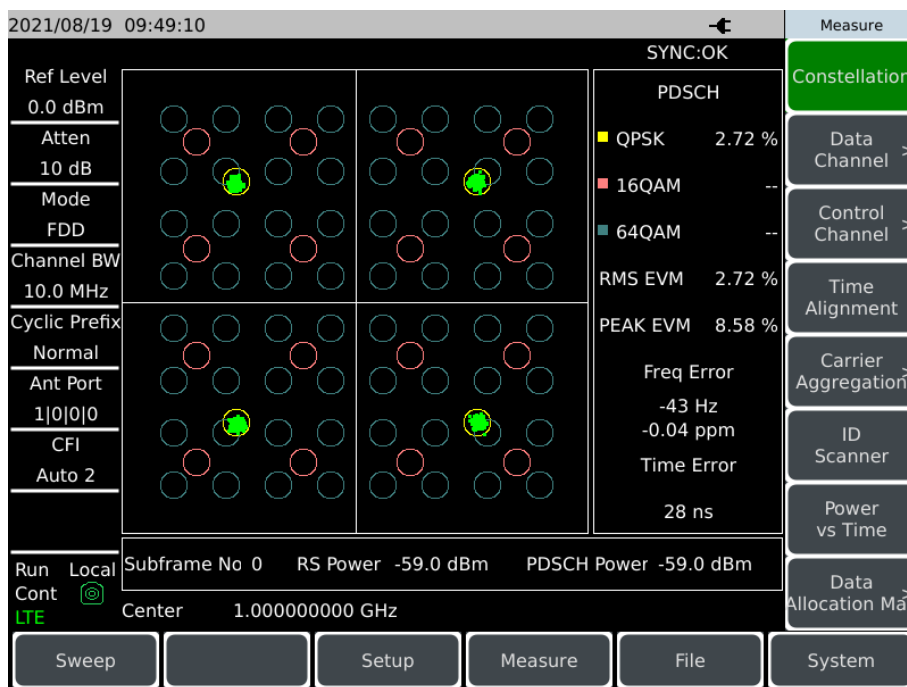 2021/08/19 09:49:10
Measure
SYNC:OK
Ref Level
0.0 dBm
Atten
10 dB
Mode
FDD
Channel BW
10.0 MHz
Cyclic Prefix
Normal
Ant Port
1|0|0|0
CFI
Auto 2
PDSCH
QPSK 2.72 %
16QAM --
64QAM --
RMS EVM 2.72 %
PEAK EVM 8.58 %
Freq Error
-43 Hz
-0.04 ppm
Time Error
28 ns
Constellation
Data
Channel >
Control
Channel >
Time
Alignment
Carrier
Aggregation >
ID
Scanner
Power
vs Time
Data
Allocation Ma >
Run Local
Cont
LTE
Subframe No 0 RS Power -59.0 dBm PDSCH Power -59.0 dBm
Center 1.000000000 GHz
Sweep
Setup
Measure
File
System